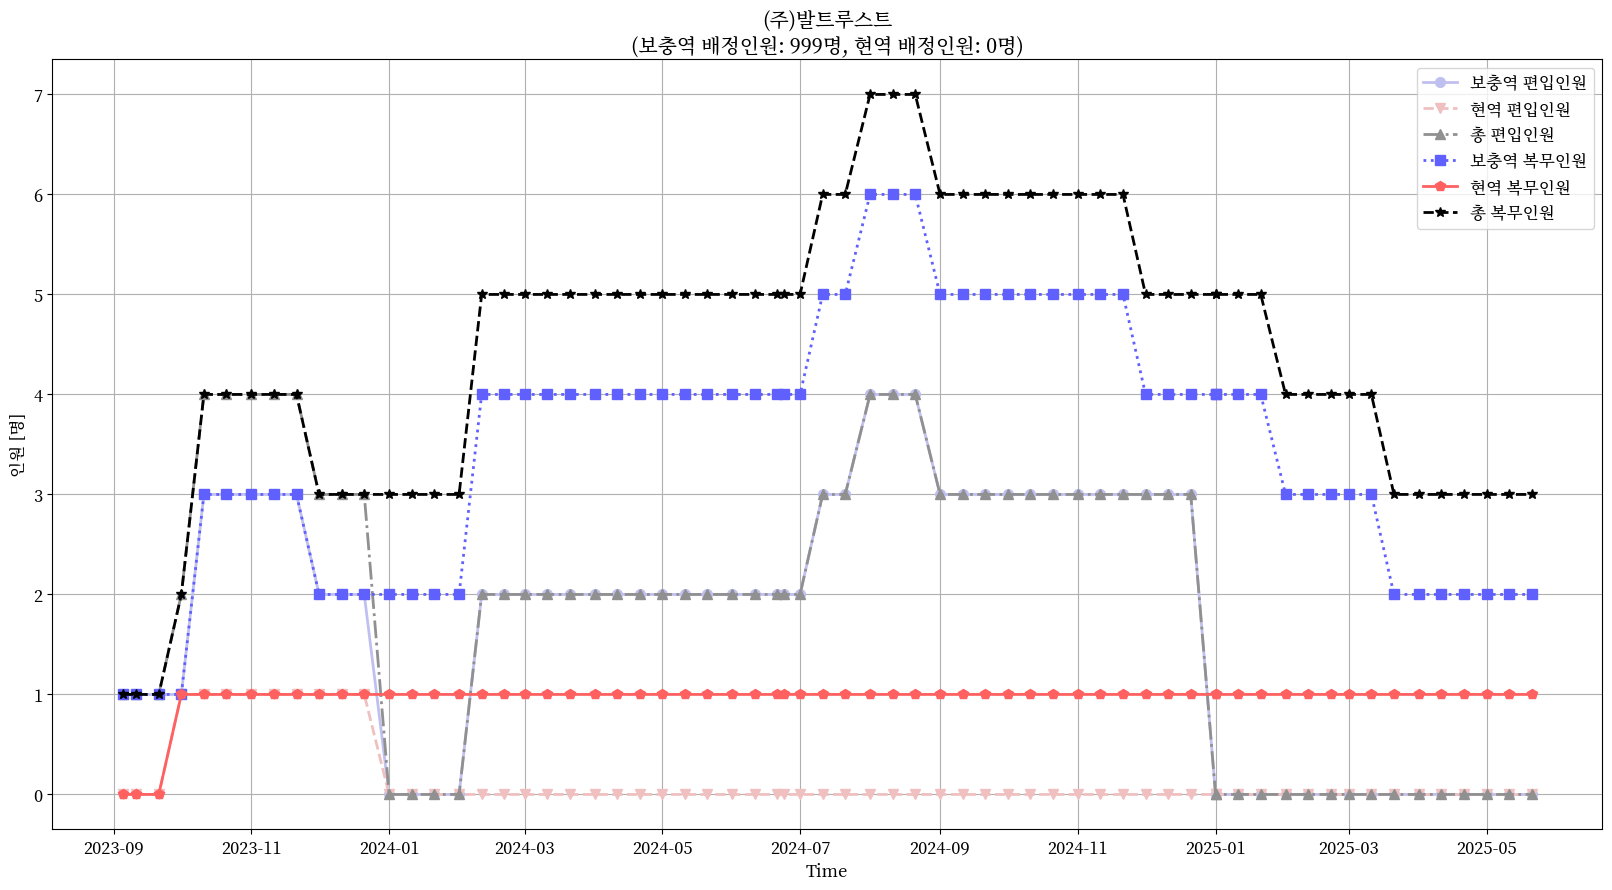 (주)발트루스트
(보충역 배정인원: 999명, 현역 배정인원: 0명)
보충역 편입인원
현역 편입인원
총 편입인원
보충역 복무인원
현역 복무인원
총 복무인원
인원 [명]
7
6
5
4
3
2
1
0
2023-09
2023-11
2024-01
2024-03
2024-05
2024-07
2024-09
2024-11
2025-01
2025-03
2025-05
Time